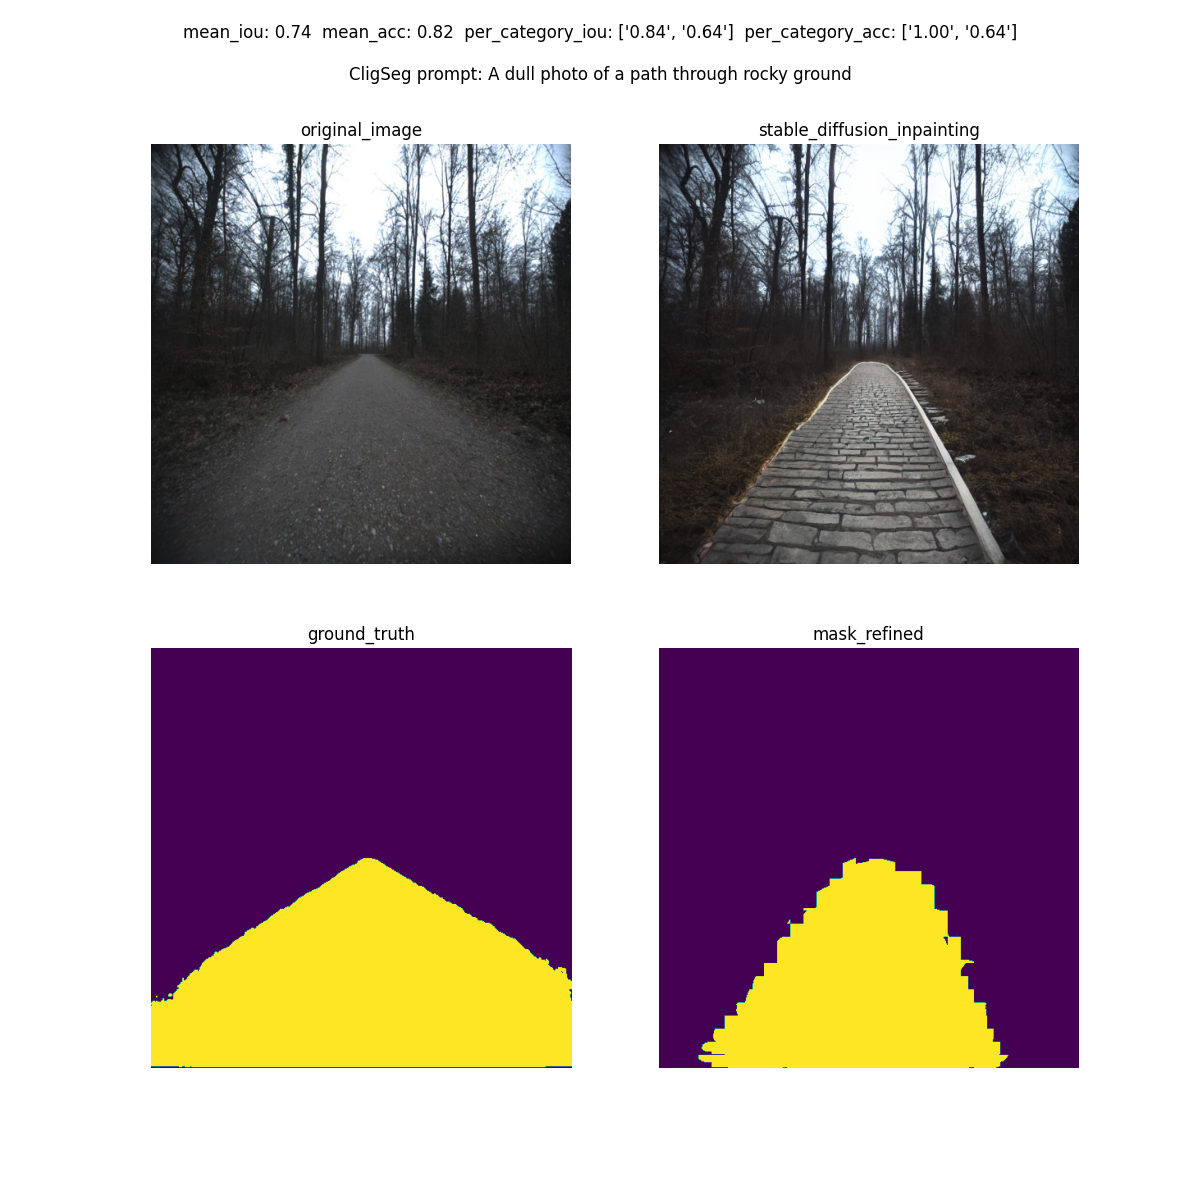 mean_iou: 0.74 mean_acc: 0.82 per_category_iou: ['0.84', '0.64'] per_category_acc: ['1.00', '0.64']
CligSeg prompt: A dull photo of a path through rocky ground
original_image
stable_diffusion_inpainting
ground_truth
mask_refined